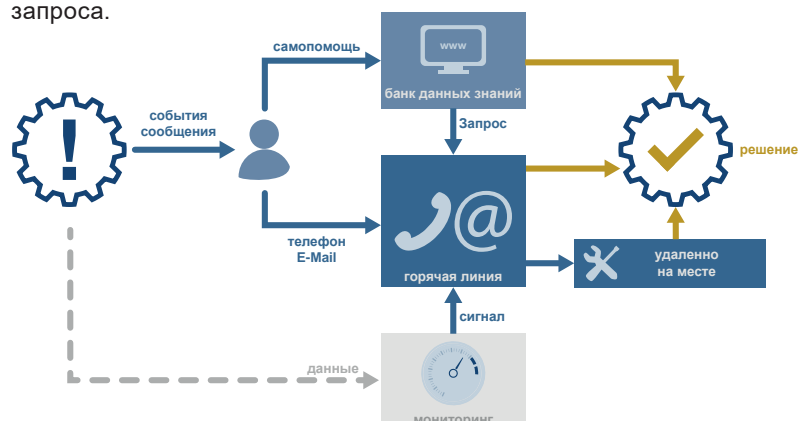 запроса.
самопомощь
www
банк данных знаний
события
сообщения
Запрос
решение
телефон
E-Mail
горячая линия
удаленно
на месте
сигнал
данные
мониторинг